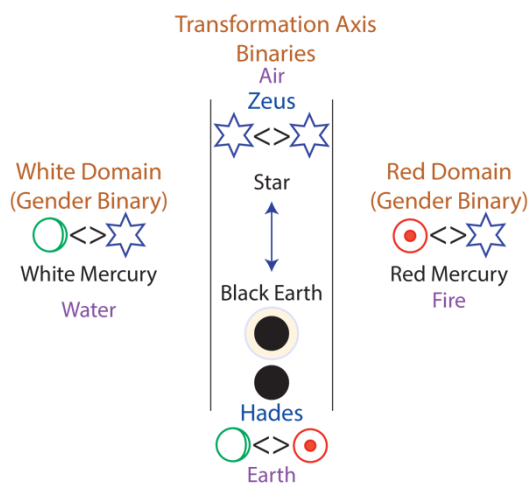 Transformation Axis
Binaries
Air
Zeus
<>
White Domain
(Gender Binary)
<>
White Mercury
Water
Star
Red Domain
(Gender Binary)
<>
Red Mercury
Fire
Black Earth
Hades
<>
Earth